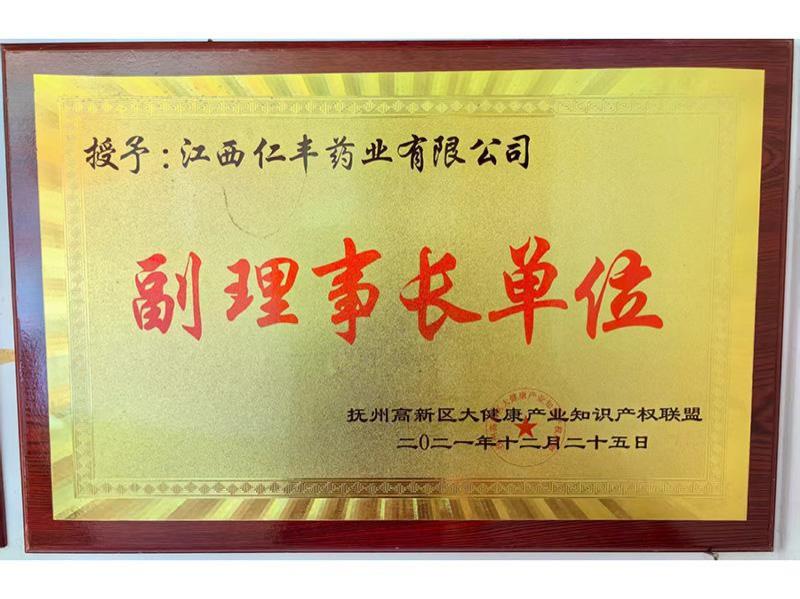 授予：江西仁丰药业有限公司
副理事长单位
抚州高新区大健康产业知识产权联盟
二〇二一年十二月二十五日